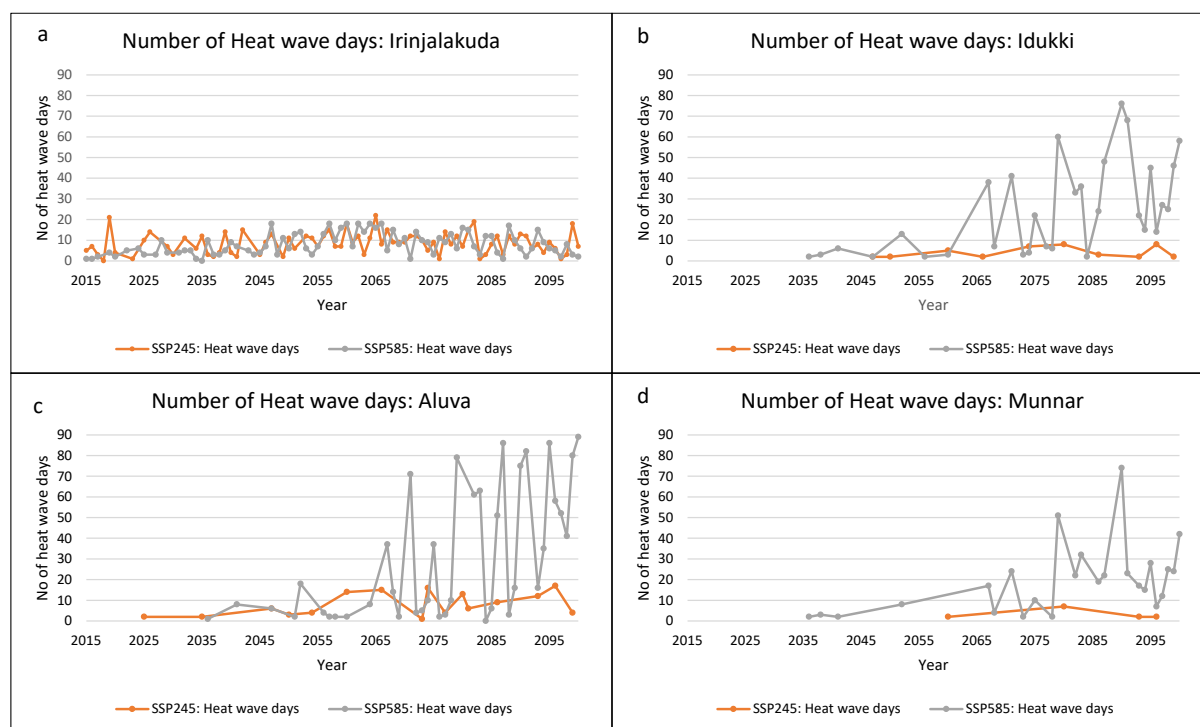 a
Number of Heat wave days: Irinjalakuda
No of heat wave days
90
80
70
60
50
40
30
20
10
0
2015 2025 2035 2045 2055 2065 2075 2085 2095
Year
SSP245: Heat wave days SSP585: Heat wave days
b
Number of Heat wave days: Idukki
No of heat wave days
90
80
70
60
50
40
30
20
10
0
2015 2025 2035 2045 2055 2065 2075 2085 2095
Year
SSP245: Heat wave days SSP585: Heat wave days
c
Number of Heat wave days: Aluva
No of heat wave days
90
80
70
60
50
40
30
20
10
0
2015 2025 2035 2045 2055 2065 2075 2085 2095
Year
SSP245: Heat wave days SSP585: Heat wave days
d
Number of Heat wave days: Munnar
No of heat wave days
90
80
70
60
50
40
30
20
10
0
2015 2025 2035 2045 2055 2065 2075 2085 2095
Year
SSP245: Heat wave days SSP585: Heat wave days